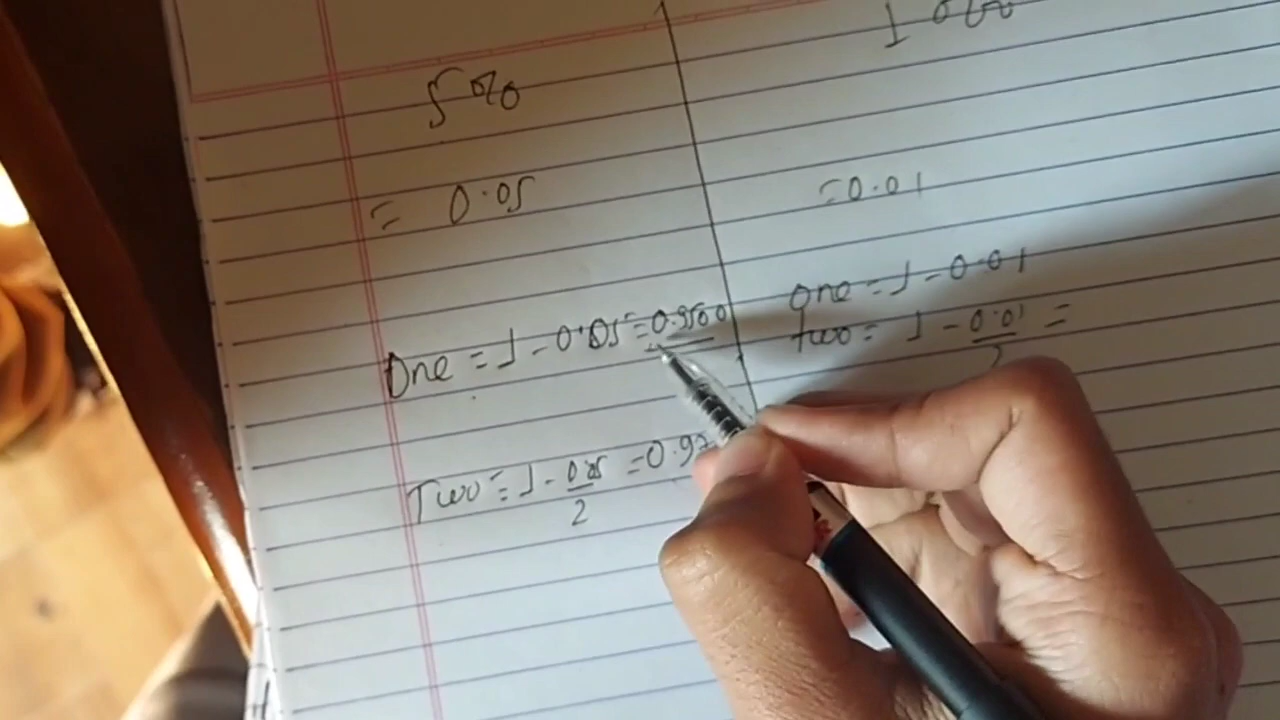 5%
= 0.05
One = 1 - 0.05 = 0.9500
Two = 1 - 0.05/2 = 0.97
1%
= 0.01
One = 1 - 0.01
Two = 1 - 0.01/2 =